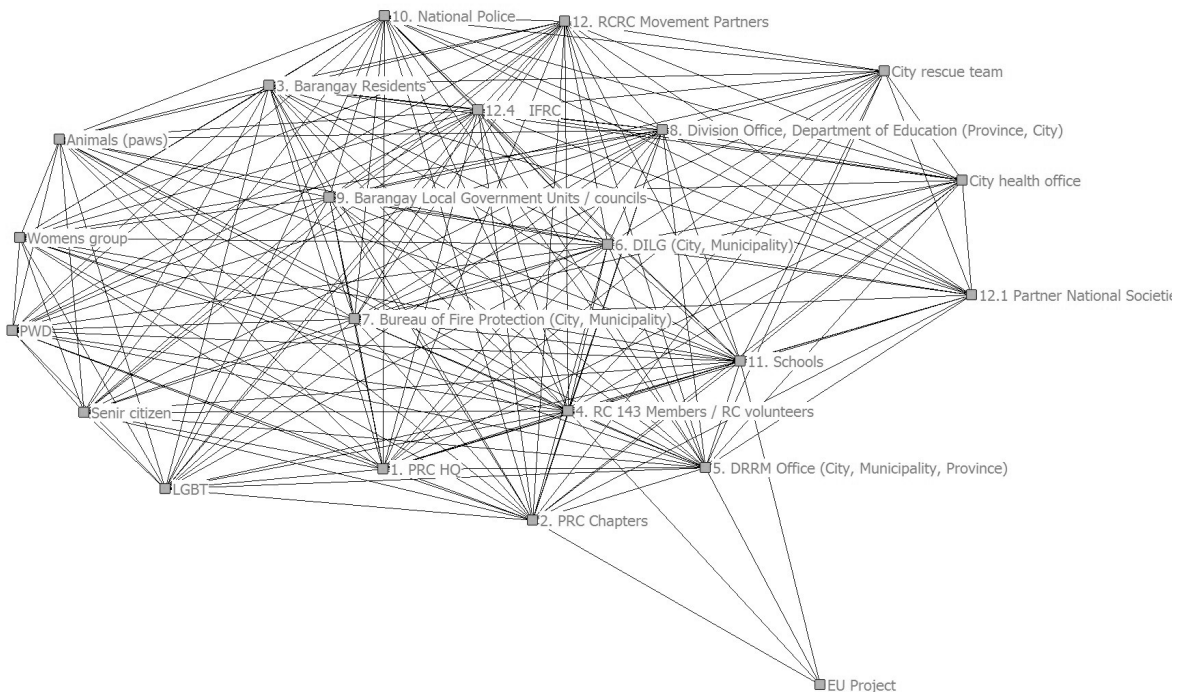 10. National Police
12. RCRC Movement Partners
City rescue team
3. Barangay Residents
12.4 IFRC
8. Division Office, Department of Education (Province, City)
Animals (paws)
City health office
9. Barangay Local Government Units / councils
Womens group
6. DILG (City, Municipality)
12.1 Partner National Societie
7. Bureau of Fire Protection (City, Municipality)
PWD
11. Schools
Senir citizen
4. RC 143 Members / RC volunteers
1. PRC HQ
5. DRRM Office (City, Municipality, Province)
LGBT
2. PRC Chapters
EU Project